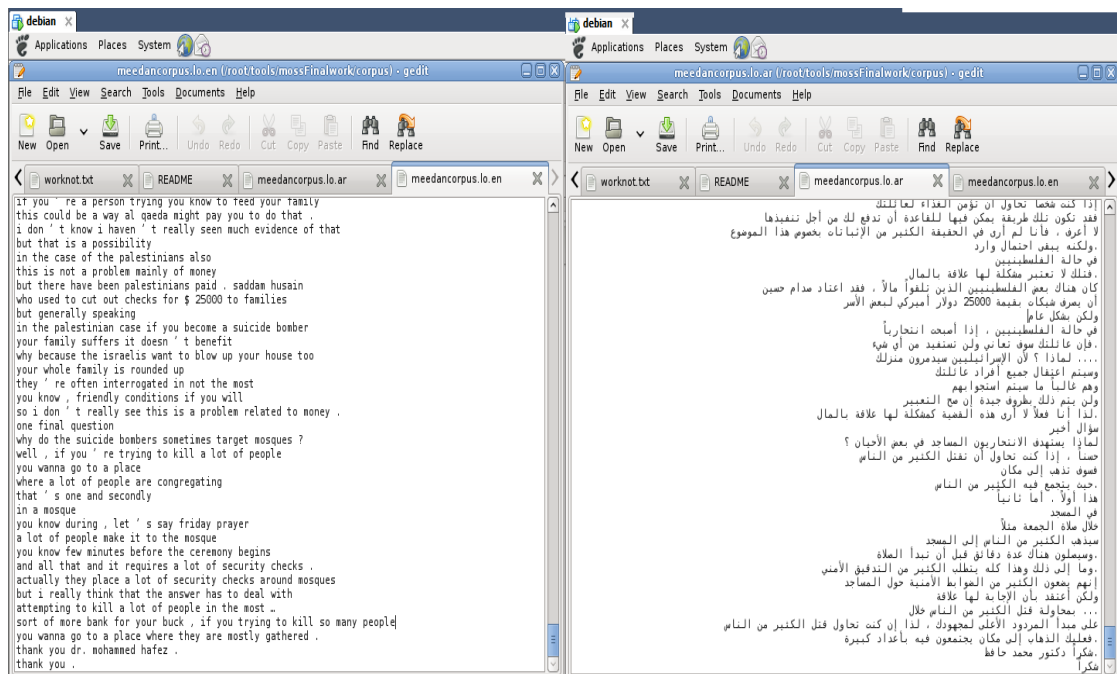 debian
Applications Places System
meedancorpus.lo.en (/root/tools/mossFinalwork/corpus) - gedit
File Edit View Search Tools Documents Help
New Open Save Print... Undo Redo Cut Copy Paste Find Replace
worknot.txt README meedancorpus.lo.ar meedancorpus.lo.en
if you ' re a person trying you know to feed your family
this could be a way al qaeda might pay you to do that .
i don ' t know i haven ' t really seen much evidence of that
but that is a possibility
in the case of the palestinians also
this is not a problem mainly of money
but there have been palestinians paid . saddam husain
who used to cut out checks for $ 25000 to families
but generally speaking
in the palestinian case if you become a suicide bomber
your family suffers it doesn ' t benefit
why because the israelis want to blow up your house too
your whole family is rounded up
they ' re often interrogated in not the most
you know , friendly conditions if you will
so i don ' t really see this is a problem related to money .
one final question
why do the suicide bombers sometimes target mosques ?
well , if you ' re trying to kill a lot of people
you wanna go to a place
where a lot of people are congregating
that ' s one and secondly
in a mosque
you know during , let ' s say friday prayer
a lot of people make it to the mosque
you know few minutes before the ceremony begins
and all that and it requires a lot of security checks .
actually they place a lot of security checks around mosques
but i really think that the answer has to deal with
attempting to kill a lot of people in the most …
sort of more bank for your buck , if you trying to kill so many people
you wanna go to a place where they are mostly gathered .
thank you dr. mohammed hafez .
thank you .
debian
Applications Places System
meedancorpus.lo.ar (/root/tools/mossFinalwork/corpus) - gedit
File Edit View Search Tools Documents Help
New Open Save Print... Undo Redo Cut Copy Paste Find Replace
worknot.txt README meedancorpus.lo.ar meedancorpus.lo.en
إذا كنت شخصا تحاول ان تؤمن الغذاء لعائلتك
فقد تكون تلك طريقة يمكن فيها للقاعدة أن تدفع لك من أجل تنفيذها
لا أعرف ، فأنا لم أرى في الحقيقة الكثير من الإثباتات بخصوص هذا الموضوع
ولكنه يبقى احتمال وارد.
في حالة الفلسطينيين
فتلك لا تعتبر مشكلة لها علاقة بالمال.
كان هناك بعض الفلسطينيين الذين تلقوا مالاً ، فقد اعتاد صدام حسين
أن يصرف شيكات بقيمة 25000 دولار أميركي لبعض الأسر
ولكن بشكل عام
في حالة الفلسطينيين ، إذا أصبحت انتحارياً
فإن عائلتك سوف تعاني ولن تستفيد من أي شيء.
لماذا ؟ لأن الإسرائيليين سيدمرون منزلك ....
وسيتم اعتقال جميع أفراد عائلتك
وهم غالباً ما سيتم استجوابهم
ولن يتم ذلك بظروف جيدة إن صح التعبير
لذا أنا فعلاً لا أرى هذه القضية كمشكلة لها علاقة بالمال.
سؤال أخير
لماذا يستهدف الانتحاريون المساجد في بعض الأحيان ؟
حسناً ، إذا كنت تحاول أن تقتل الكثير من الناس
فسوف تذهب إلى مكان
حيث يتجمع فيه الكثير من الناس.
هذا أولاً . أما ثانياً
في المسجد
خلال صلاة الجمعة مثلاً
سيذهب الكثير من الناس إلى المسجد
وسيصلون هناك عدة دقائق قبل أن تبدأ الصلاة.
وما إلى ذلك وهذا كله يتطلب الكثير من التدقيق الأمني.
إنهم يضعون الكثير من الضوابط الأمنية حول المساجد
ولكن أعتقد بأن الإجابة لها علاقة
بمحاولة قتل الكثير من الناس خلال ...
على مبدأ المردود الأعلى لمجهودك ، لذا إن كنت تحاول قتل الكثير من الناس
فعليك الذهاب إلى مكان يجتمعون فيه بأعداد كبيرة.
شكراً دكتور محمد حافظ.
شكراً